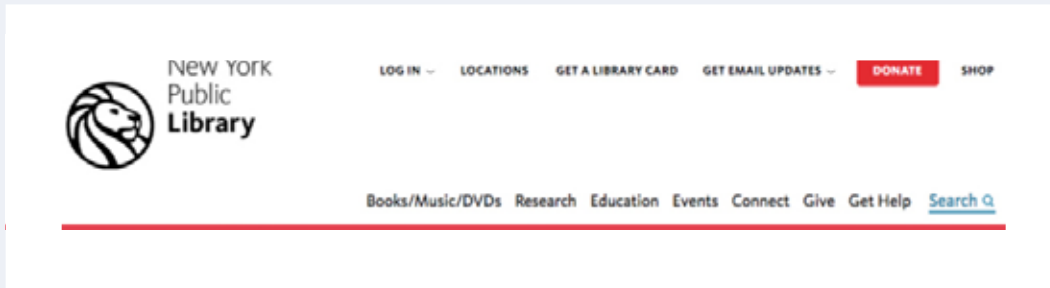 New York
Public
Library
LOG IN LOCATIONS GET A LIBRARY CARD GET EMAIL UPDATES DONATE SHOP
Books/Music/DVDs Research Education Events Connect Give Get Help Search